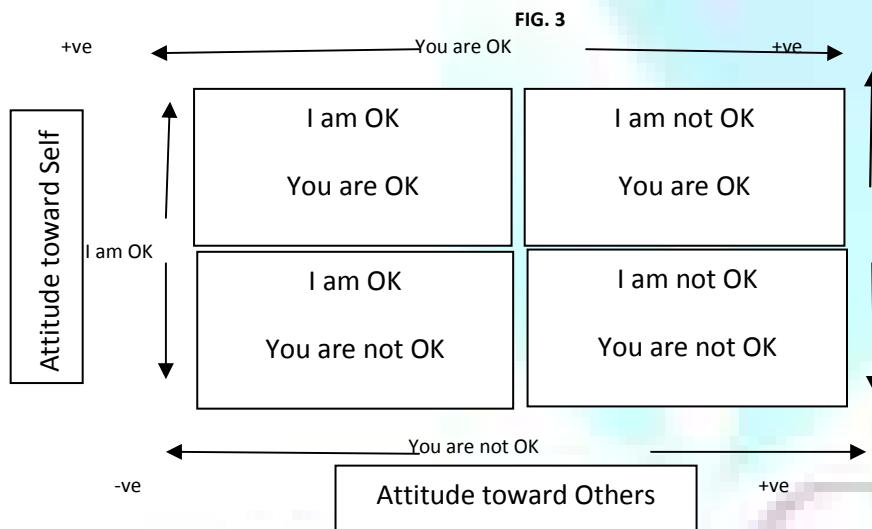 FIG. 3
+ve You are OK +ve
I am OK I am not OK
You are OK You are OK
Attitude toward Self
I am OK
I am OK I am not OK
You are not OK You are not OK
You are not OK
-ve +ve
Attitude toward Others